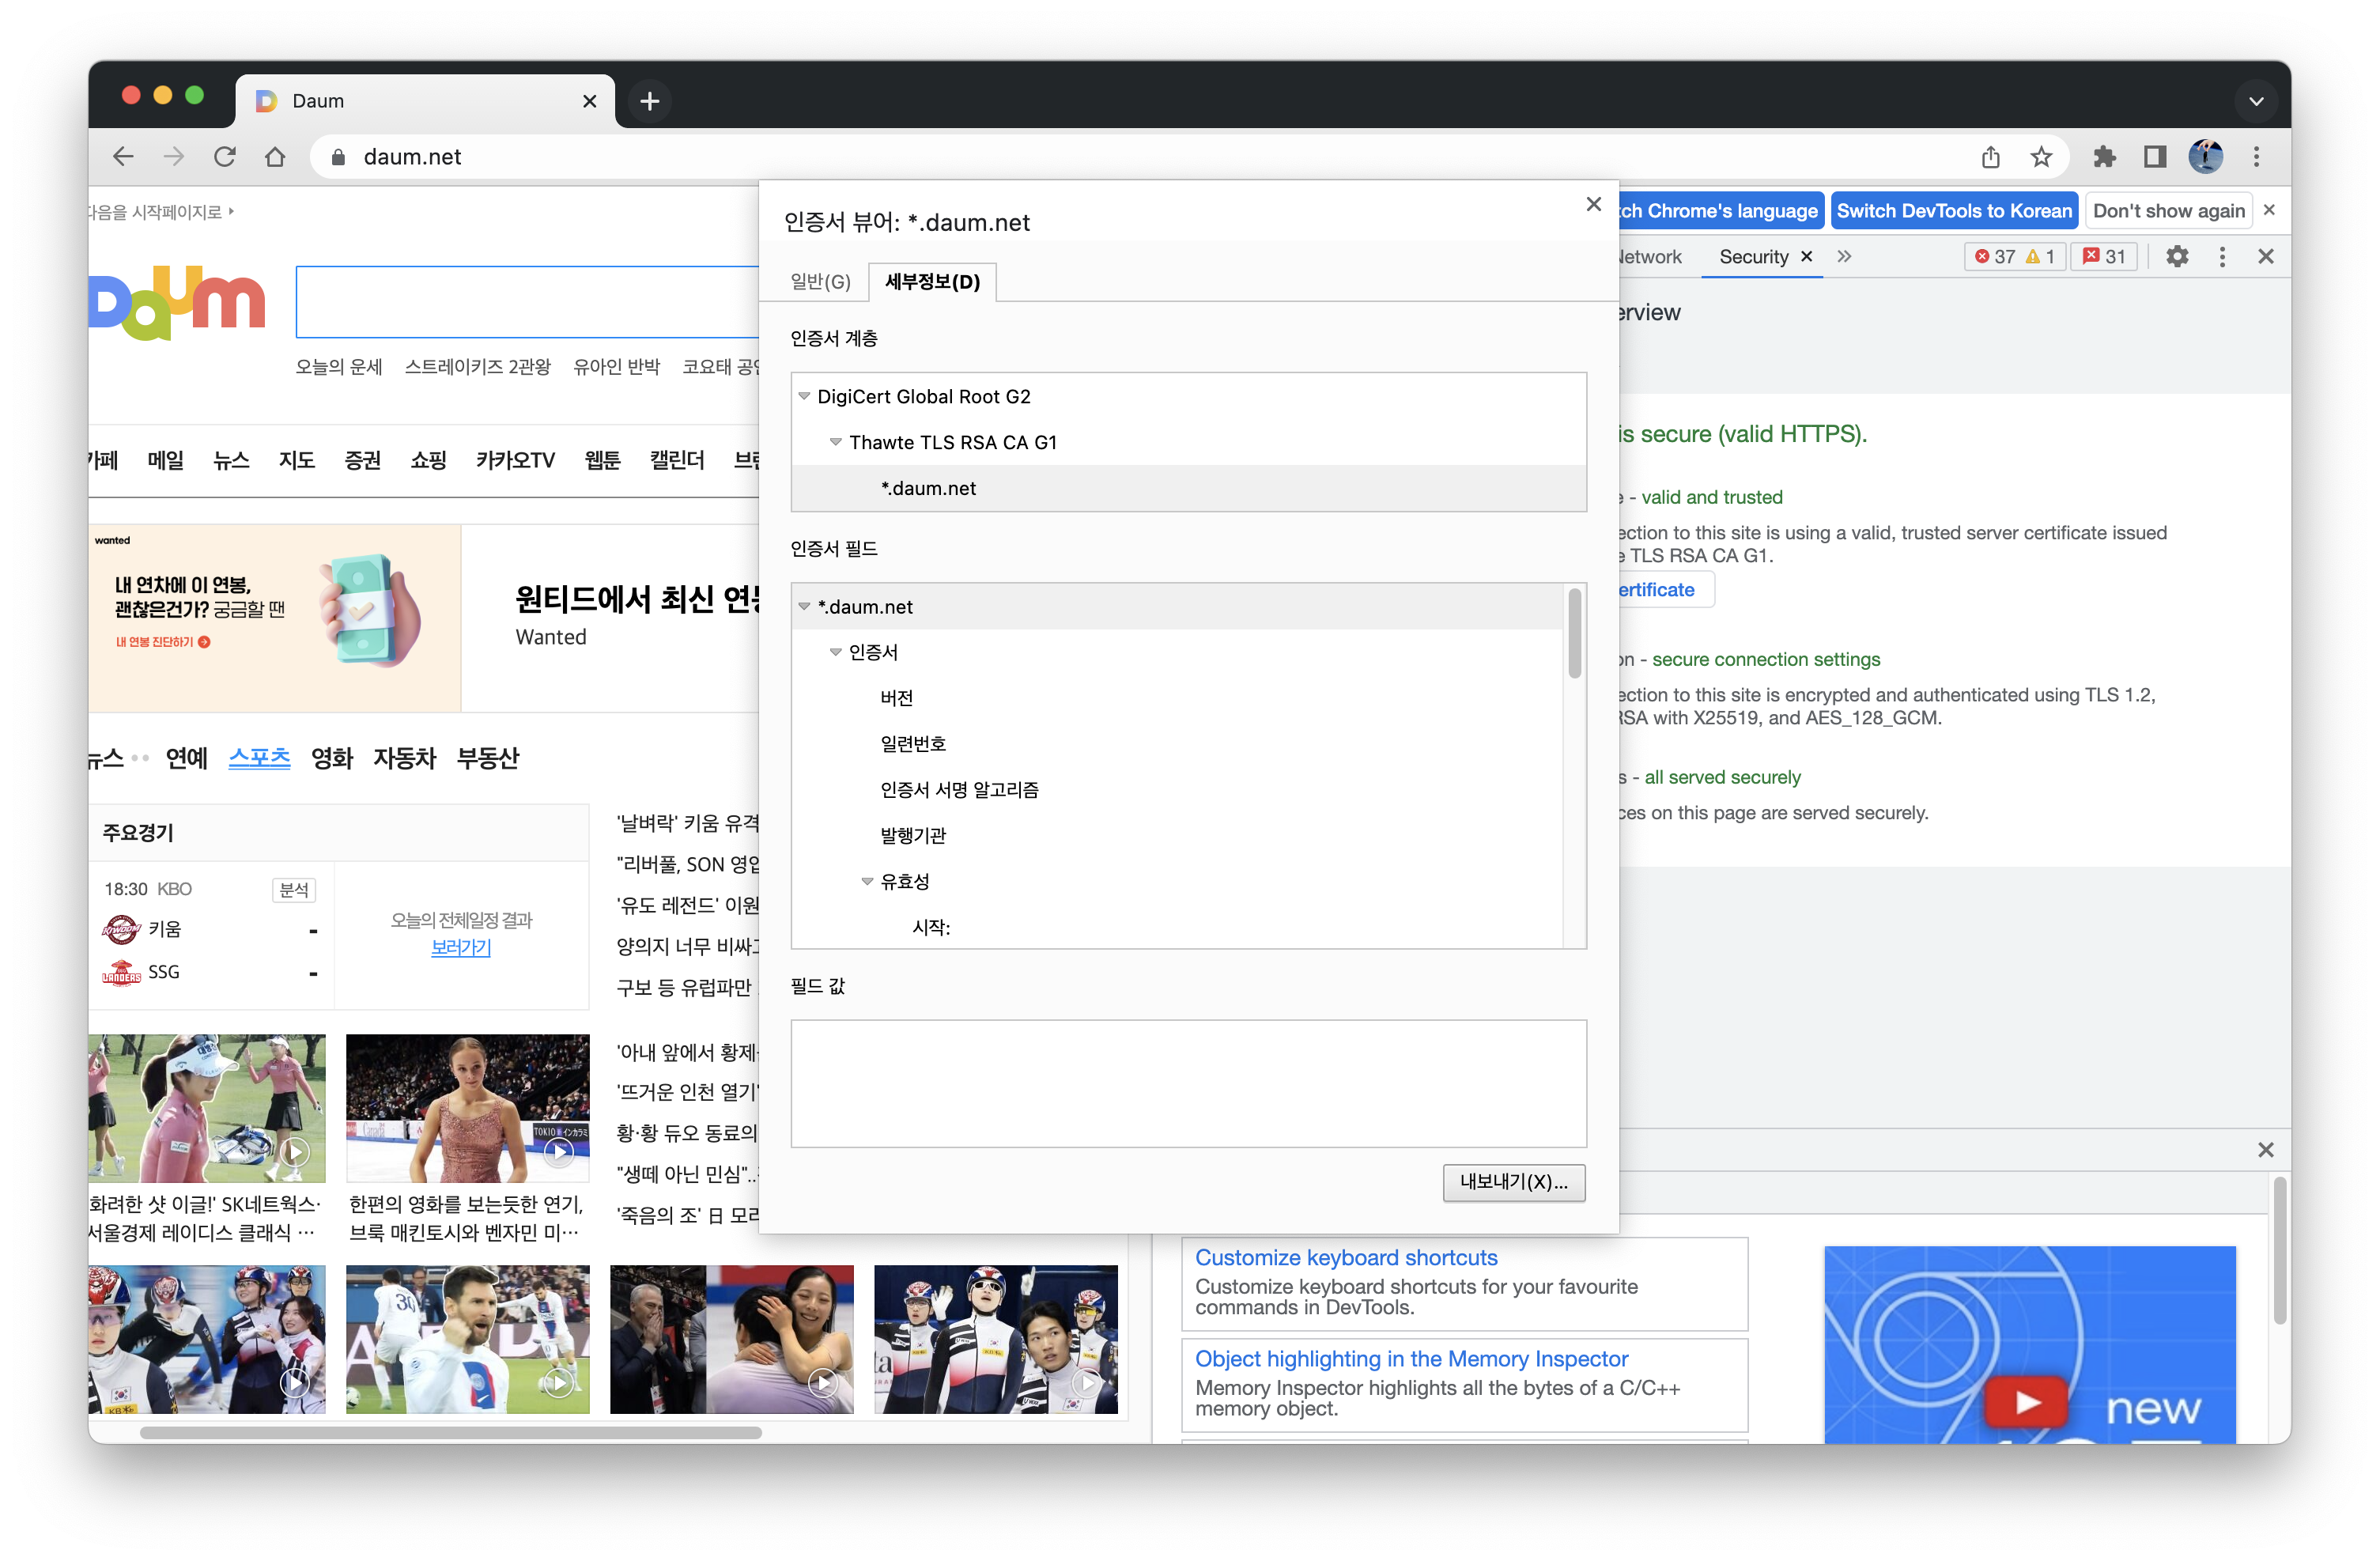 Daum
daum.net
다음을 시작페이지로
Daum
오늘의 운세 스트레이키즈 2관왕 유아인 반박 코요태 공연
카페 메일 뉴스 지도 증권 쇼핑 카카오TV 웹툰 캘린더
wanted
내 연차에 이 연봉,
괜찮은건가? 궁금할 땐
내 연봉 진단하기
원티드에서 최신 연봉
Wanted
뉴스 연예 스포츠 영화 자동차 부동산
주요경기
18:30 KBO 분석
키움 -
SSG -
오늘의 전체일정 결과
보러가기
'날벼락' 키움 유격
"리버풀, SON 영입
'유도 레전드' 이원
양의지 너무 비싸고
구보 등 유럽파만
'아내 앞에서 황제
'뜨거운 인천 열기'
황·황 듀오 동료의
"생떼 아닌 민심"..
'죽음의 조' 日 모리
화려한 샷 이글!' SK네트웍스·
서울경제 레이디스 클래식 …
한편의 영화를 보는듯한 연기,
브룩 매킨토시와 벤자민 미…
인증서 뷰어: *.daum.net
일반(G) 세부정보(D)
인증서 계층
DigiCert Global Root G2
Thawte TLS RSA CA G1
*.daum.net
인증서 필드
*.daum.net
인증서
버전
일련번호
인증서 서명 알고리즘
발행기관
유효성
시작:
필드 값
내보내기(X)...
tch Chrome's language Switch DevTools to Korean Don't show again
Network Security 37 1 31
erview
is secure (valid HTTPS).
e - valid and trusted
ection to this site is using a valid, trusted server certificate issued
e TLS RSA CA G1.
ertificate
on - secure connection settings
ection to this site is encrypted and authenticated using TLS 1.2,
RSA with X25519, and AES_128_GCM.
s - all served securely
ces on this page are served securely.
Customize keyboard shortcuts
Customize keyboard shortcuts for your favourite
commands in DevTools.
Object highlighting in the Memory Inspector
Memory Inspector highlights all the bytes of a C/C++
memory object.
new